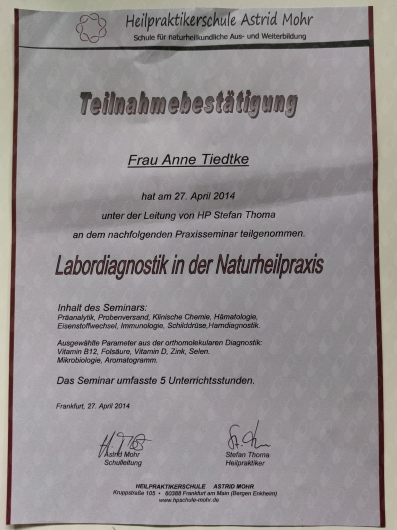 Heilpraktikerschule Astrid Mohr
Schule für naturheilkundliche Aus- und Weiterbildung
Teilnahmebestätigung
Frau Anne Tiedtke
hat am 27. April 2014
unter der Leitung von HP Stefan Thoma
an dem nachfolgenden Praxisseminar teilgenommen.
Labordiagnostik in der Naturheilpraxis
Inhalt des Seminars:
Präanalytik, Probenversand, Klinische Chemie, Hämatologie,
Eisenstoffwechsel, Immunologie, Schilddrüse,Harndiagnostik.
Ausgewählte Parameter aus der orthomolekularen Diagnostik:
Vitamin B12, Folsäure, Vitamin D, Zink, Selen.
Mikrobiologie, Aromatogramm.
Das Seminar umfasste 5 Unterrichtsstunden.
Frankfurt, 27. April 2014
Astrid Mohr Stefan Thoma
Schulleitung Heilpraktiker
HEILPRAKTIKERSCHULE ASTRID MOHR
Kruppstraße 105 • 60388 Frankfurt am Main (Bergen Enkheim)
www.hpschule-mohr.de